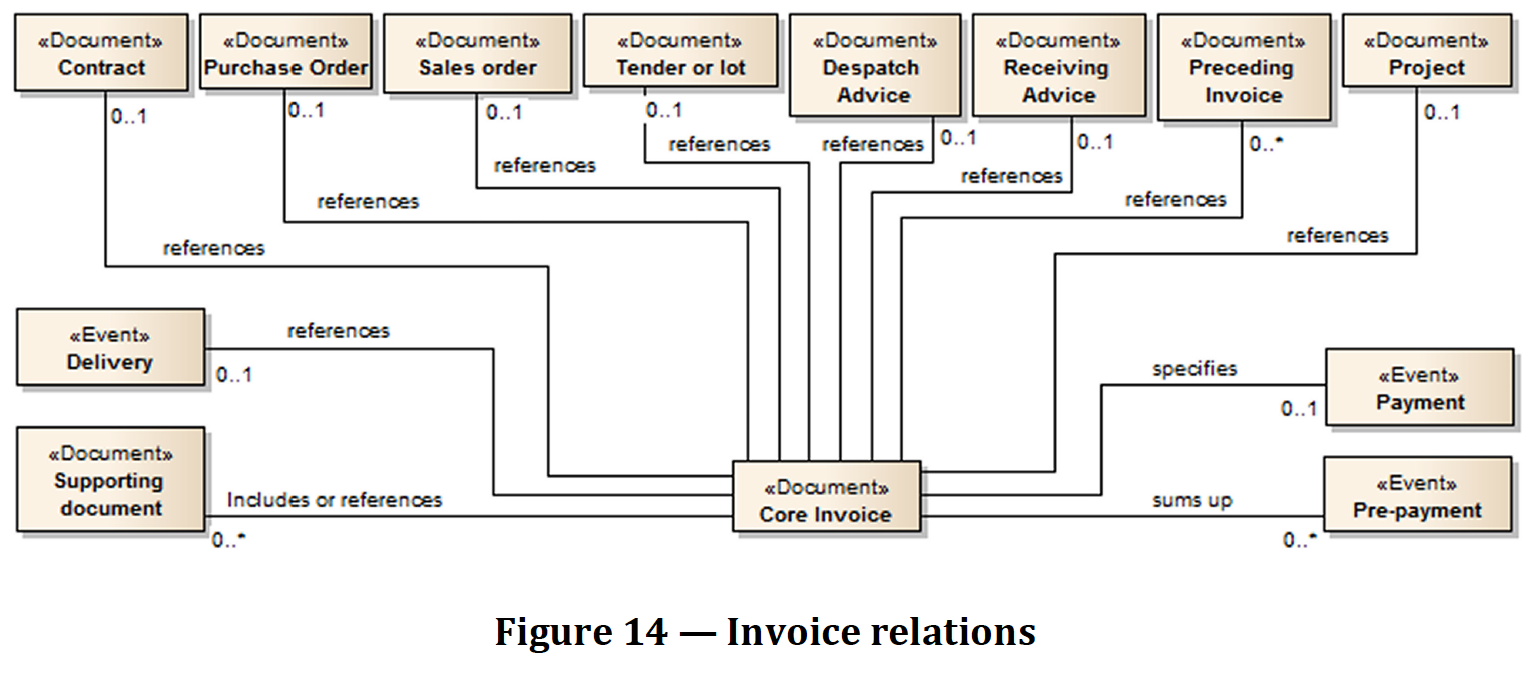 «Document»
Contract
0..1
references
«Document»
Purchase Order
0..1
references
«Document»
Sales order
0..1
references
«Document»
Tender or lot
0..1
references
«Document»
Despatch
Advice
0..1
references
«Document»
Receiving
Advice
0..1
references
«Document»
Preceding
Invoice
0..*
references
«Document»
Project
0..1
references
«Event»
Delivery
0..1
references
«Document»
Supporting
document
0..*
Includes or references
«Document»
Core Invoice
specifies
0..1
«Event»
Payment
sums up
0..*
«Event»
Pre-payment
Figure 14 — Invoice relations